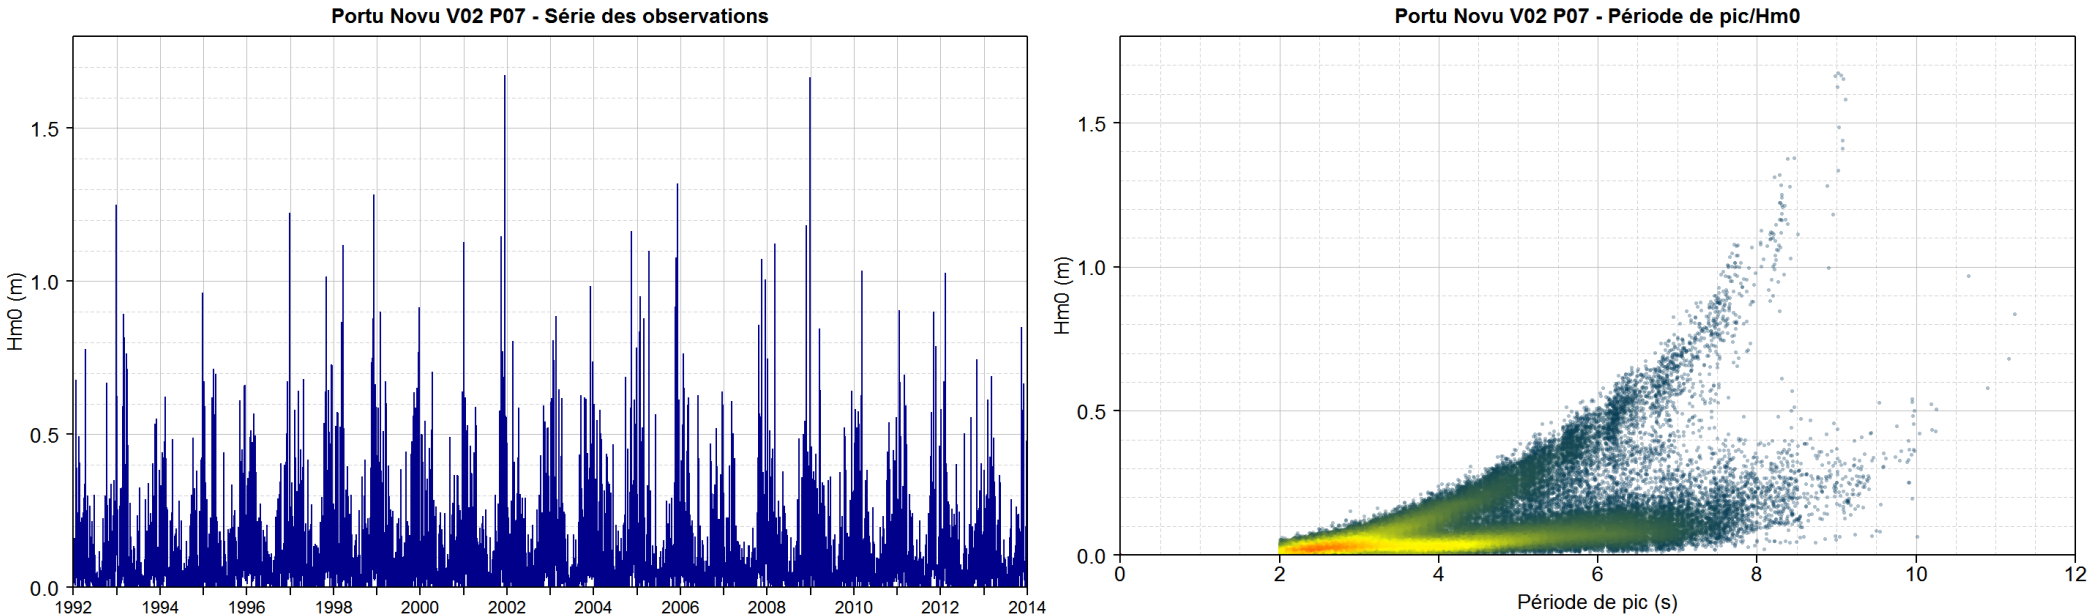 Portu Novu V02 P07 - Série des observations
Hm0 (m)
1.5
1.0
0.5
0.0
1992 1994 1996 1998 2000 2002 2004 2006 2008 2010 2012 2014
Portu Novu V02 P07 - Période de pic/Hm0
Hm0 (m)
1.5
1.0
0.5
0.0
0 2 4 6 8 10 12
Période de pic (s)